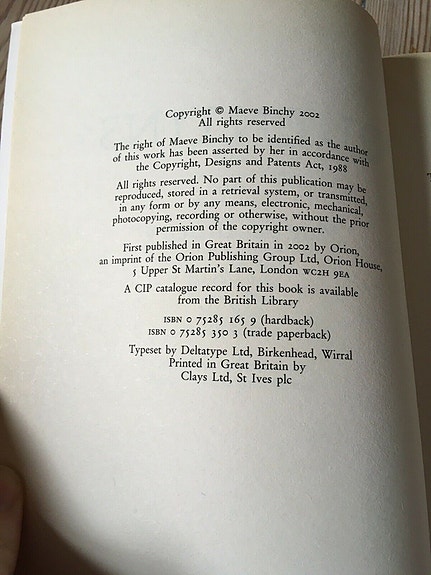 Copyright © Maeve Binchy 2002
All rights reserved
The right of Maeve Binchy to be identified as the author
of this work has been asserted by her in accordance with
the Copyright, Designs and Patents Act, 1988
All rights reserved. No part of this publication may be
reproduced, stored in a retrieval system, or transmitted,
in any form or by any means, electronic, mechanical,
photocopying, recording or otherwise, without the prior
permission of the copyright owner.
First published in Great Britain in 2002 by Orion,
an imprint of the Orion Publishing Group Ltd, Orion House,
5 Upper St Martin's Lane, London WC2H 9EA
A CIP catalogue record for this book is available
from the British Library
ISBN 0 75285 165 9 (hardback)
ISBN 0 75285 350 3 (trade paperback)
Typeset by Deltatype Ltd, Birkenhead, Wirral
Printed in Great Britain by
Clays Ltd, St Ives plc